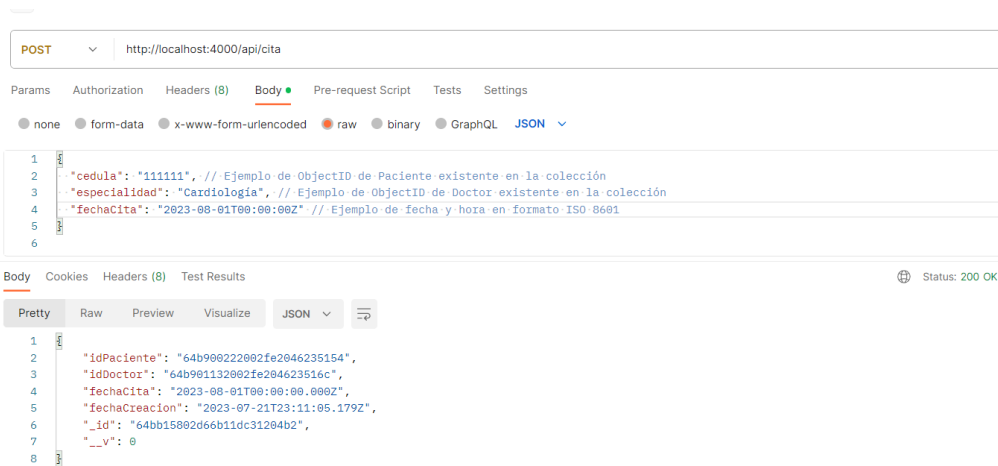 POST http://localhost:4000/api/cita
Params Authorization Headers (8) Body Pre-request Script Tests Settings
none form-data x-www-form-urlencoded raw binary GraphQL JSON
1 {
2 "cedula": "111111", // Ejemplo de ObjectID de Paciente existente en la colección
3 "especialidad": "Cardiología", // Ejemplo de ObjectID de Doctor existente en la colección
4 "fechaCita": "2023-08-01T00:00:00Z" // Ejemplo de fecha y hora en formato ISO 8601
5 }
6
Body Cookies Headers (8) Test Results Status: 200 OK
Pretty Raw Preview Visualize JSON
1 {
2 "idPaciente": "64b900222002fe2046235154",
3 "idDoctor": "64b901132002fe204623516c",
4 "fechaCita": "2023-08-01T00:00:00.000Z",
5 "fechaCreacion": "2023-07-21T23:11:05.179Z",
6 "_id": "64bb15802d66b11dc31204b2",
7 "__v": 0
8 }